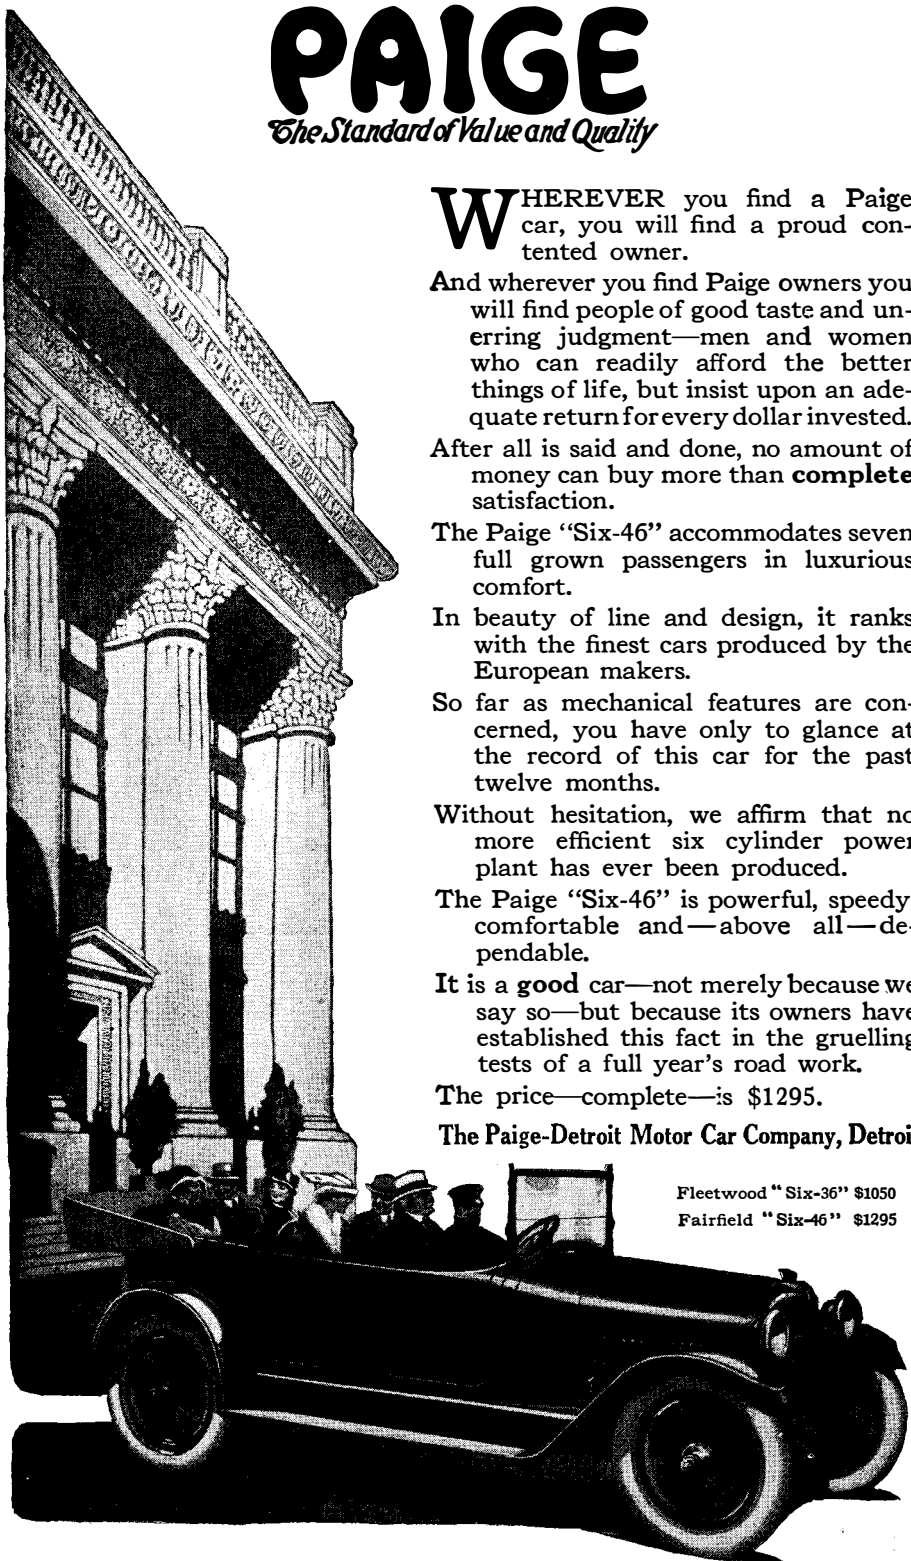 PAIGE
The Standard of Value and Quality
WHEREVER you find a Paige
car, you will find a proud con-
tented owner.
And wherever you find Paige owners you
will find people of good taste and un-
erring judgment—men and women
who can readily afford the better
things of life, but insist upon an ade-
quate return for every dollar invested.
After all is said and done, no amount of
money can buy more than complete
satisfaction.
The Paige "Six-46" accommodates seven
full grown passengers in luxurious
comfort.
In beauty of line and design, it ranks
with the finest cars produced by the
European makers.
So far as mechanical features are con-
cerned, you have only to glance at
the record of this car for the past
twelve months.
Without hesitation, we affirm that no
more efficient six cylinder power
plant has ever been produced.
The Paige "Six-46" is powerful, speedy
comfortable and—above all—de-
pendable.
It is a good car—not merely because we
say so—but because its owners have
established this fact in the gruelling
tests of a full year's road work.
The price—complete—is $1295.
The Paige-Detroit Motor Car Company, Detroi
Fleetwood "Six-36" $1050
Fairfield "Six-46" $1295